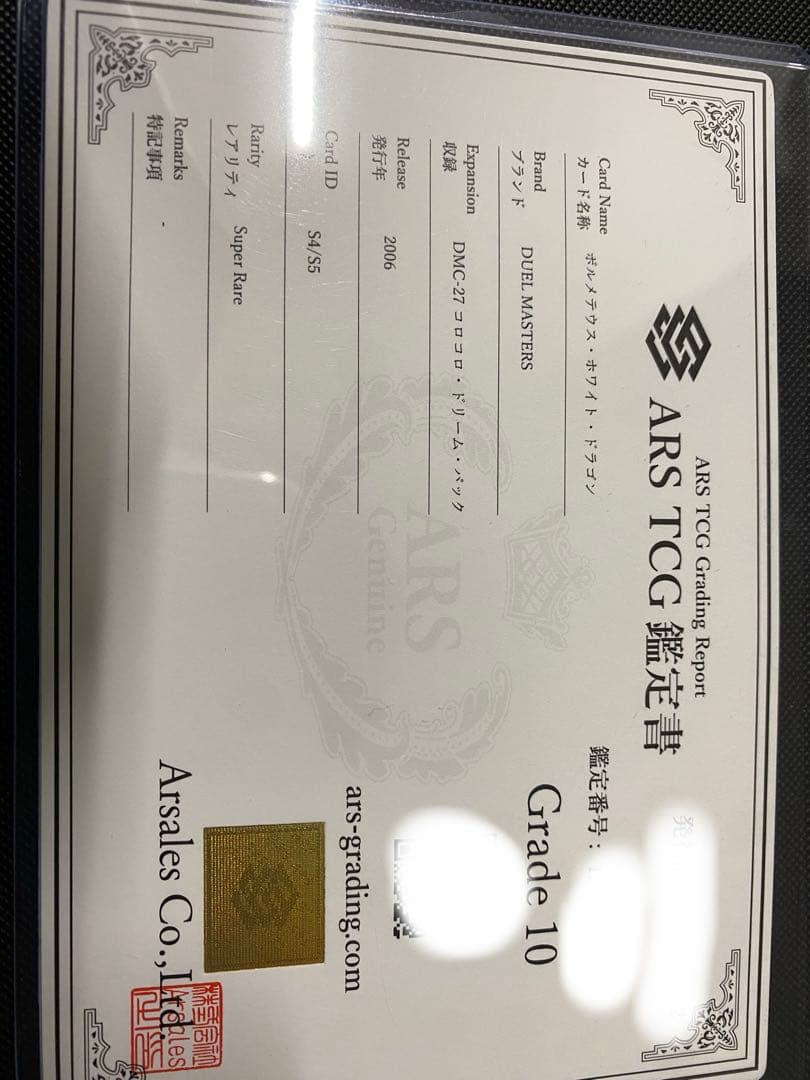 ARS TCG Grading Report
ARS TCG 鑑定書
発
鑑定番号:
Card Name
カード名称 ボルメテウス・ホワイト・ドラゴン
Brand
ブランド DUEL MASTERS
Expansion
収録 DMC-27 コロコロ・ドリーム・パック
Release
発行年 2006
Card ID
S4/S5
Rarity
レアリティ Super Rare
Remarks
特記事項 -
Grade 10
ars-grading.com
Arsales Co.,Ltd.
ARS
Genuine
Arsales